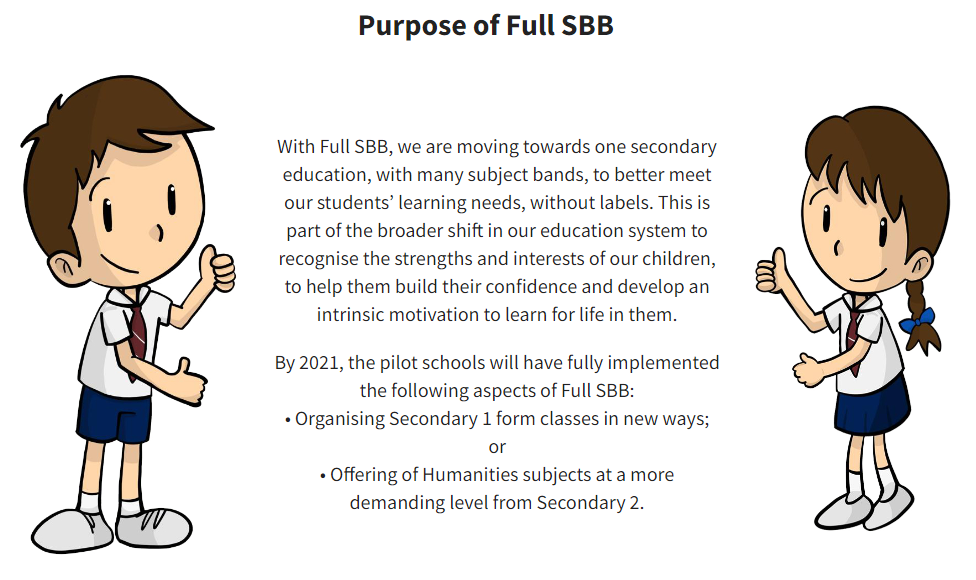 Purpose of Full SBB
With Full SBB, we are moving towards one secondary
education, with many subject bands, to better meet
our students’ learning needs, without labels. This is
part of the broader shift in our education system to
recognise the strengths and interests of our children,
to help them build their confidence and develop an
intrinsic motivation to learn for life in them.
By 2021, the pilot schools will have fully implemented
the following aspects of Full SBB:
• Organising Secondary 1 form classes in new ways;
or
• Offering of Humanities subjects at a more
demanding level from Secondary 2.